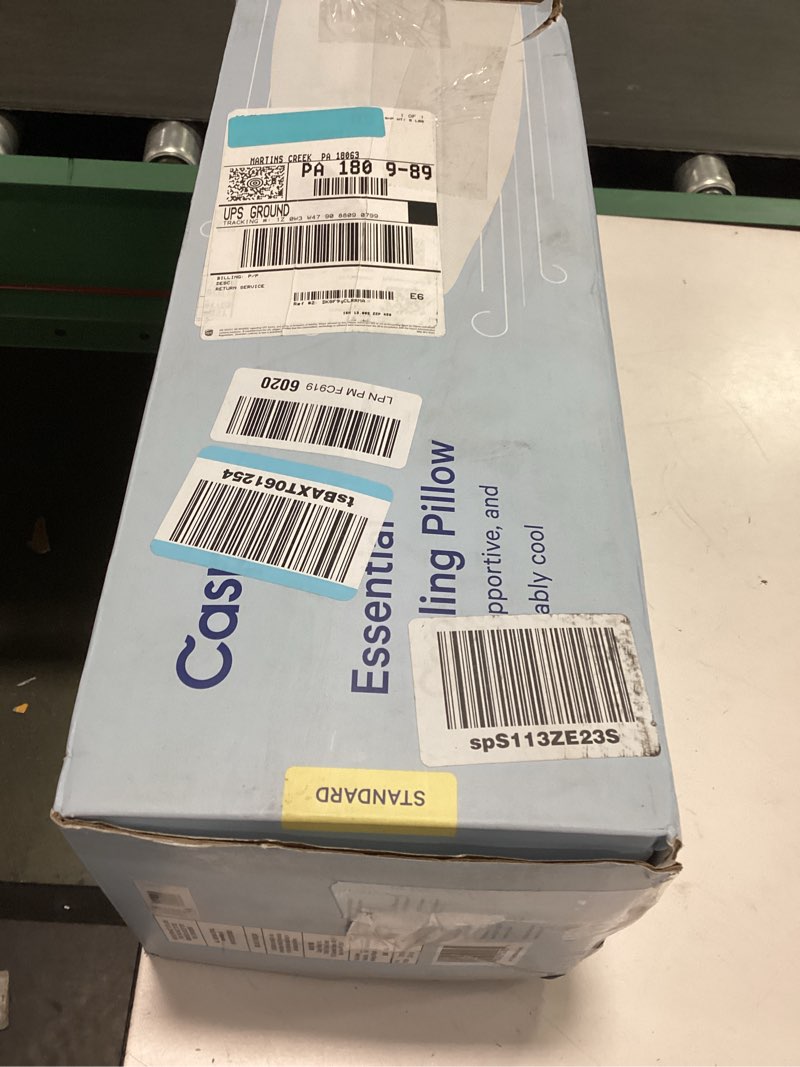 1 OF 1
MARTINS CREEK PA 18063
PA 180 9-89
UPS GROUND
TRACKING #: 1Z 0W3 W47 90 6809 0799
BILLING: P/P
DESC:
RETURN SERVICE
E6
LPN PM FC919 6020
tsBAXT061254
Cas
Essential
ling Pillow
pportive, and
ably cool
spS113ZE23S
STANDARD